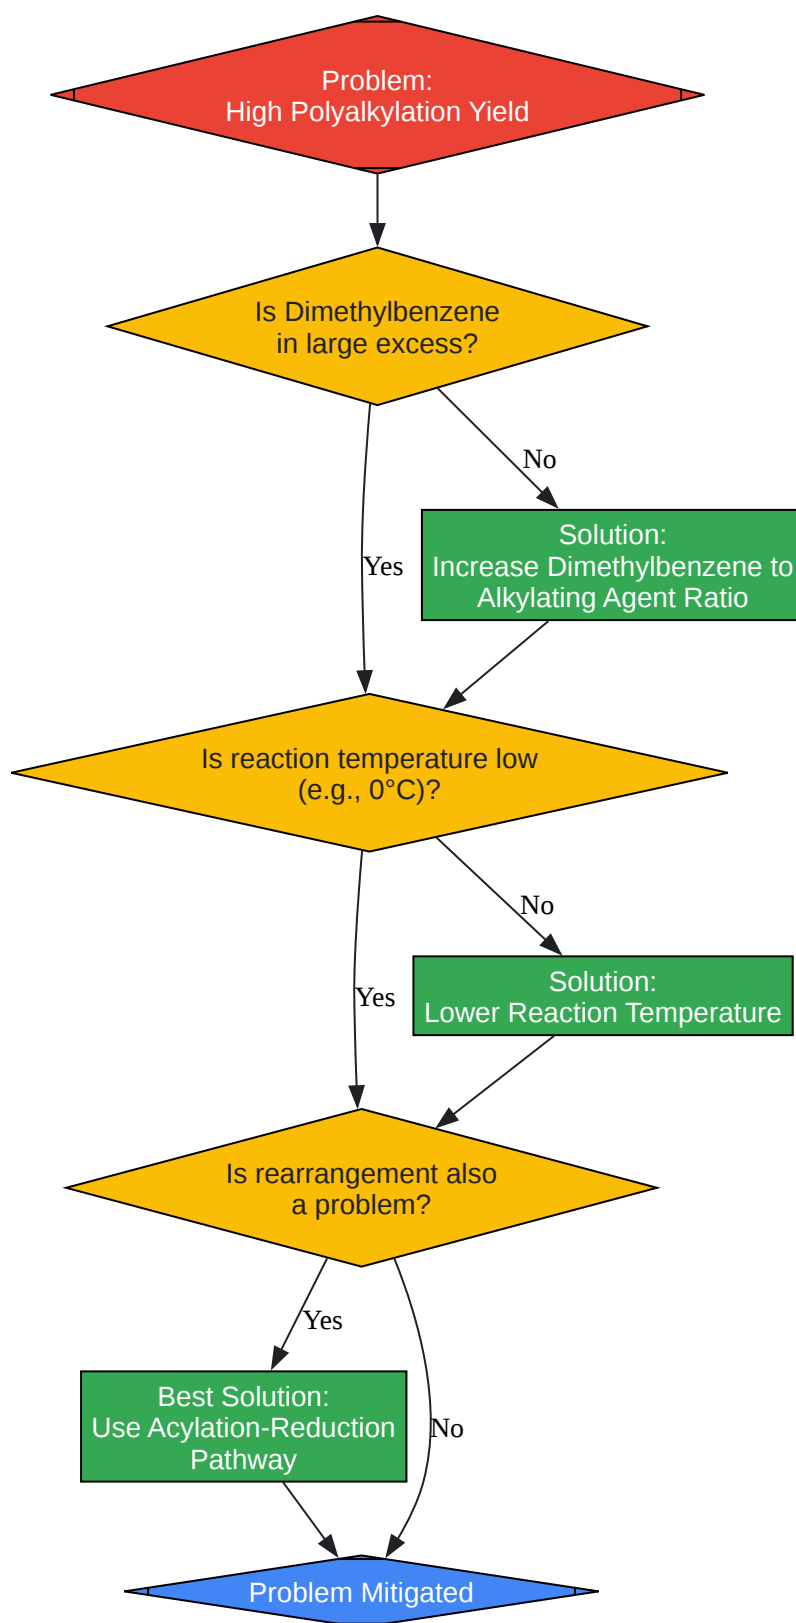 Problem:
High Polyalkylation Yield
Is Dimethylbenzene
in large excess?
No
Solution:
Increase Dimethylbenzene to
Alkylating Agent Ratio
Yes
Is reaction temperature low
(e.g., 0°C)?
No
Solution:
Lower Reaction Temperature
Yes
Is rearrangement also
a problem?
Yes
Best Solution:
Use Acylation-Reduction
Pathway
No
Problem Mitigated